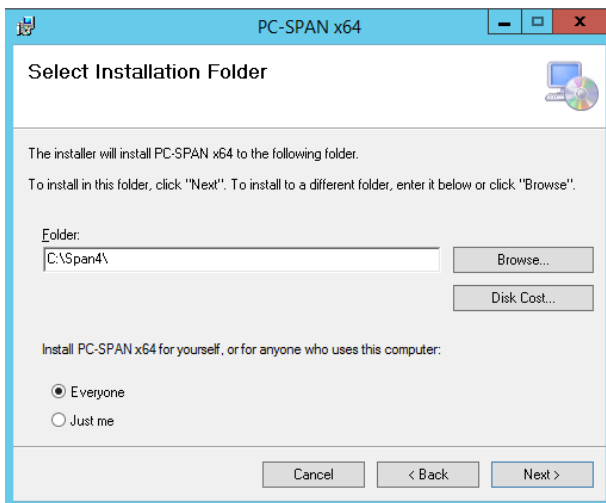 PC-SPAN x64
Select Installation Folder
The installer will install PC-SPAN x64 to the following folder.
To install in this folder, click "Next". To install to a different folder, enter it below or click "Browse".
Folder:
C:\Span4\
Browse...
Disk Cost...
Install PC-SPAN x64 for yourself, or for anyone who uses this computer:
Everyone
Just me
Cancel
< Back
Next >